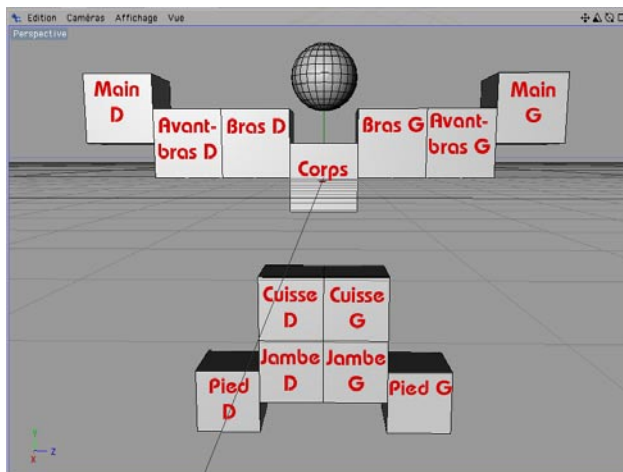 Edition Caméras Affichage Vue
Perspective
Main
D
Main
G
Avant-
bras D
Bras D
Bras G
Avant-
bras G
Corps
Cuisse
D
Cuisse
G
Jambe
D
Jambe
G
Pied
D
Pied G
Y
Z
X